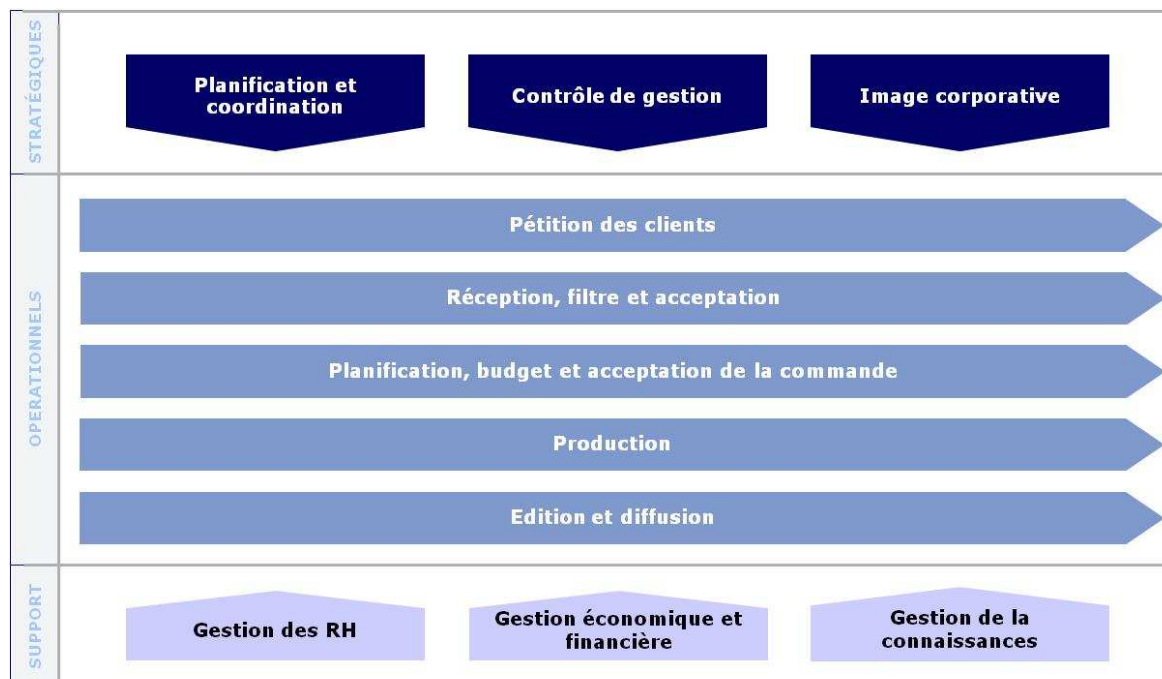 STRATÉGIQUES
Planification et
coordination
Contrôle de gestion
Image corporative
OPERATIONNELS
Pétition des clients
Réception, filtre et acceptation
Planification, budget et acceptation de la commande
Production
Edition et diffusion
SUPPORT
Gestion des RH
Gestion économique et
financière
Gestion de la
connaissances